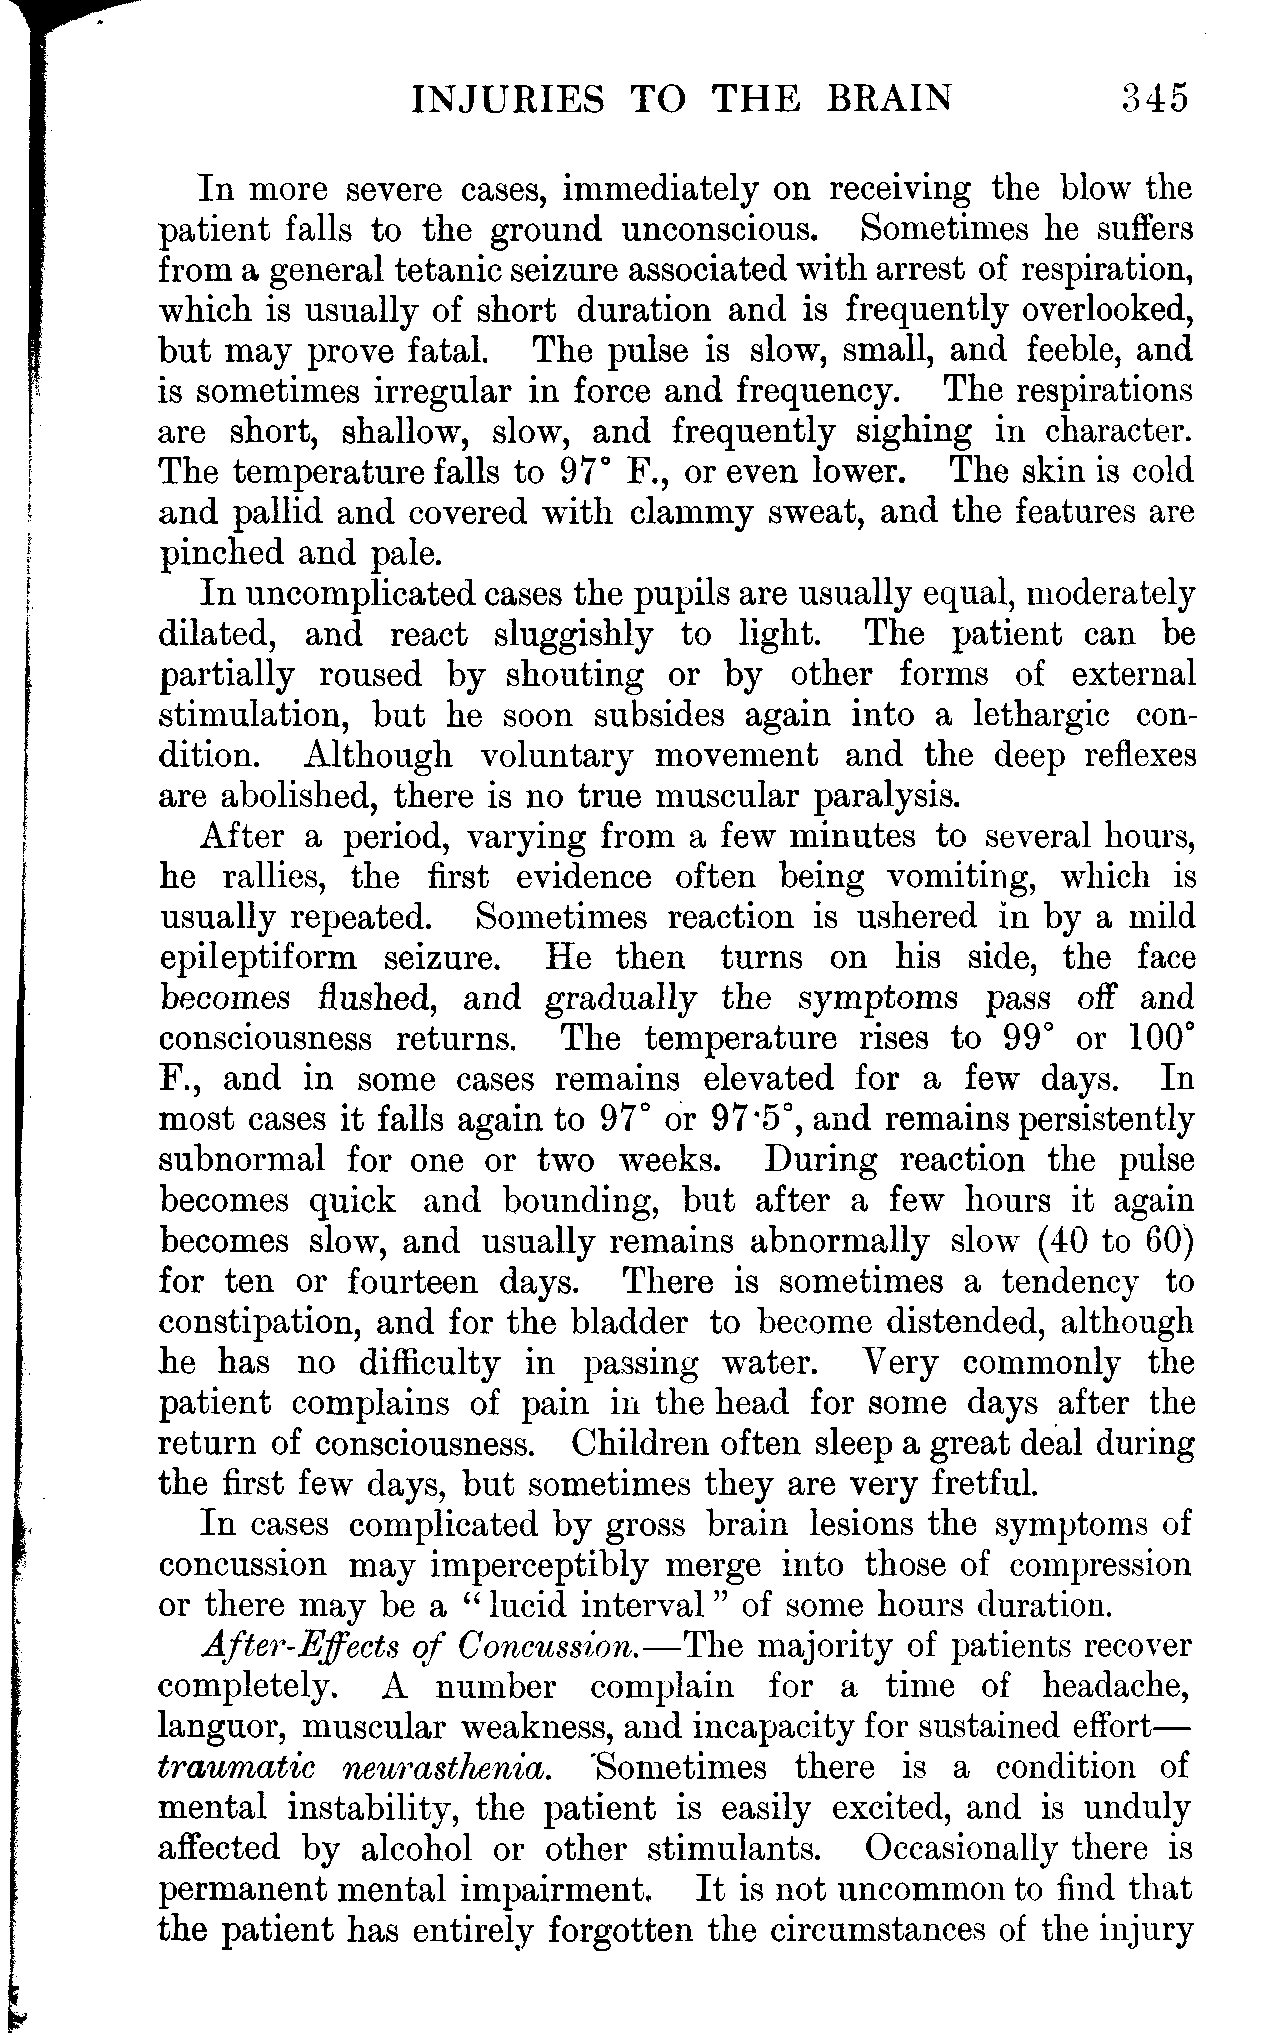 INJURIES TO THE BRAIN 345
In more severe cases, immediately on receiving the blow the
patient falls to the ground unconscious. Sometimes he suffers
from a general tetanic seizure associated with arrest of respiration,
which is usually of short duration and is frequently overlooked,
but may prove fatal. The pulse is slow, small, and feeble, and
is sometimes irregular in force and frequency. The respirations
are short, shallow, slow, and frequently sighing in character.
The temperature falls to 97° F., or even lower. The skin is cold
and pallid and covered with clammy sweat, and the features are
pinched and pale.
In uncomplicated cases the pupils are usually equal, moderately
dilated, and react sluggishly to light. The patient can be
partially roused by shouting or by other forms of external
stimulation, but he soon subsides again into a lethargic con-
dition. Although voluntary movement and the deep reflexes
are abolished, there is no true muscular paralysis.
After a period, varying from a few minutes to several hours,
he rallies, the first evidence often being vomiting, which is
usually repeated. Sometimes reaction is ushered in by a mild
epileptiform seizure. He then turns on his side, the face
becomes flushed, and gradually the symptoms pass off and
consciousness returns. The temperature rises to 99° or 100°
F., and in some cases remains elevated for a few days. In
most cases it falls again to 97° or 97·5°, and remains persistently
subnormal for one or two weeks. During reaction the pulse
becomes quick and bounding, but after a few hours it again
becomes slow, and usually remains abnormally slow (40 to 60)
for ten or fourteen days. There is sometimes a tendency to
constipation, and for the bladder to become distended, although
he has no difficulty in passing water. Very commonly the
patient complains of pain in the head for some days after the
return of consciousness. Children often sleep a great deal during
the first few days, but sometimes they are very fretful.
In cases complicated by gross brain lesions the symptoms of
concussion may imperceptibly merge into those of compression
or there may be a “lucid interval” of some hours duration.
After-Effects of Concussion.—The majority of patients recover
completely. A number complain for a time of headache,
languor, muscular weakness, and incapacity for sustained effort—
traumatic neurasthenia. Sometimes there is a condition of
mental instability, the patient is easily excited, and is unduly
affected by alcohol or other stimulants. Occasionally there is
permanent mental impairment. It is not uncommon to find that
the patient has entirely forgotten the circumstances of the injury